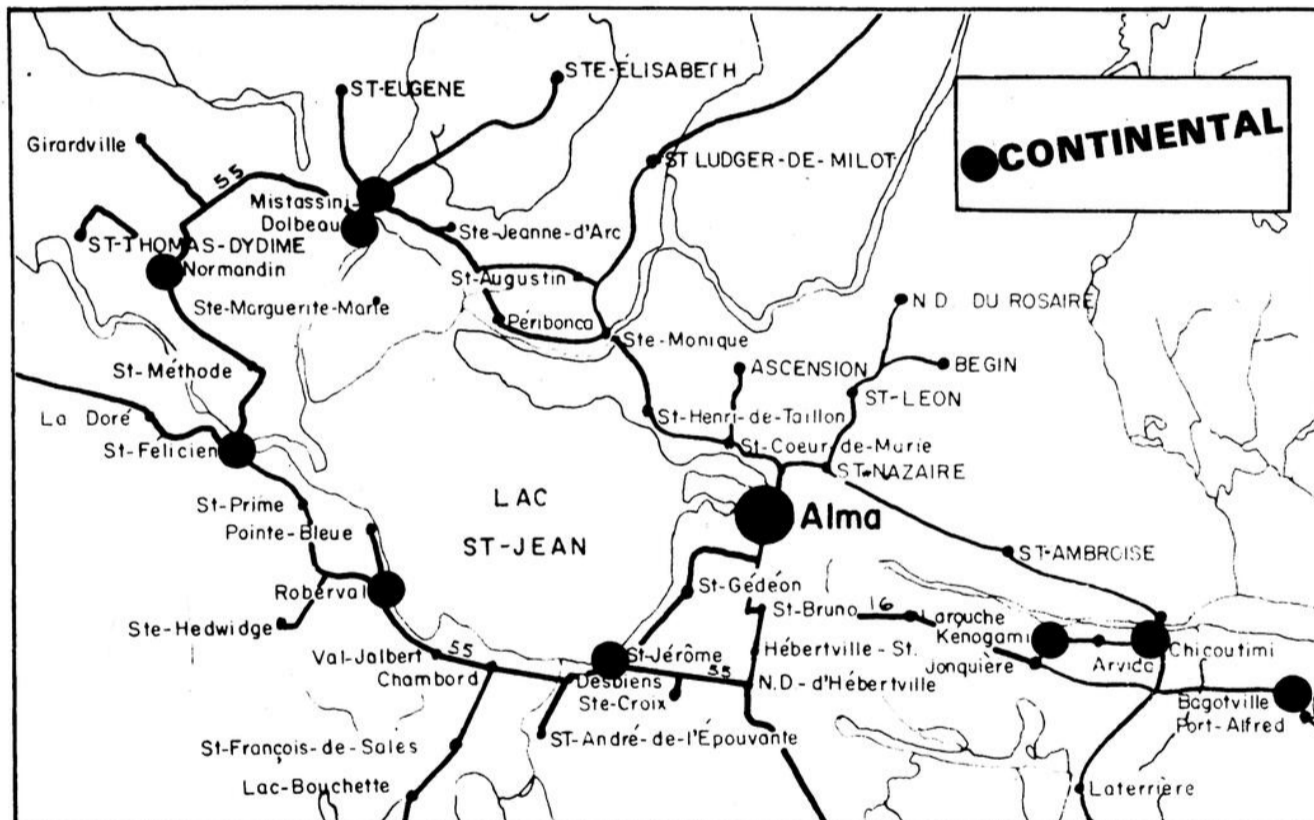 STE-ÉLISABETH
ST-EUGENE
CONTINENTAL
Girardville
55
ST LUDGER-DE-MILOT
Mistassini-
Dolbeau
Ste-Jeanne-d'Arc
ST-THOMAS-DYDIME
Normandin
St-Augustin
Ste-Marguerite-Marie
N.D. DU ROSAIRE
Péribonca
Ste-Monique
St-Méthode
ASCENSION
BEGIN
ST-LEON
La Doré
St-Henri-de-Taillon
St-Félicien
St-Coeur-de-Marie
ST-NAZAIRE
LAC
ST-JEAN
St-Prime
Alma
Pointe-Bleue
ST-AMBROISE
St-Gédéon
Roberval
St-Bruno
16
Larouche
Kenogami
Ste-Hedwidge
Val-Jalbert
55
St-Jérôme
Hébertville-St.
Jonquière
Arvida
Chicoutimi
Chambord
Desbiens
55
N.D-d'Hébertville
Ste-Croix
Bagotville
Port-Alfred
St-François-de-Sales
ST-André-de-l'Épouvante
Lac-Bouchette
Laterrière